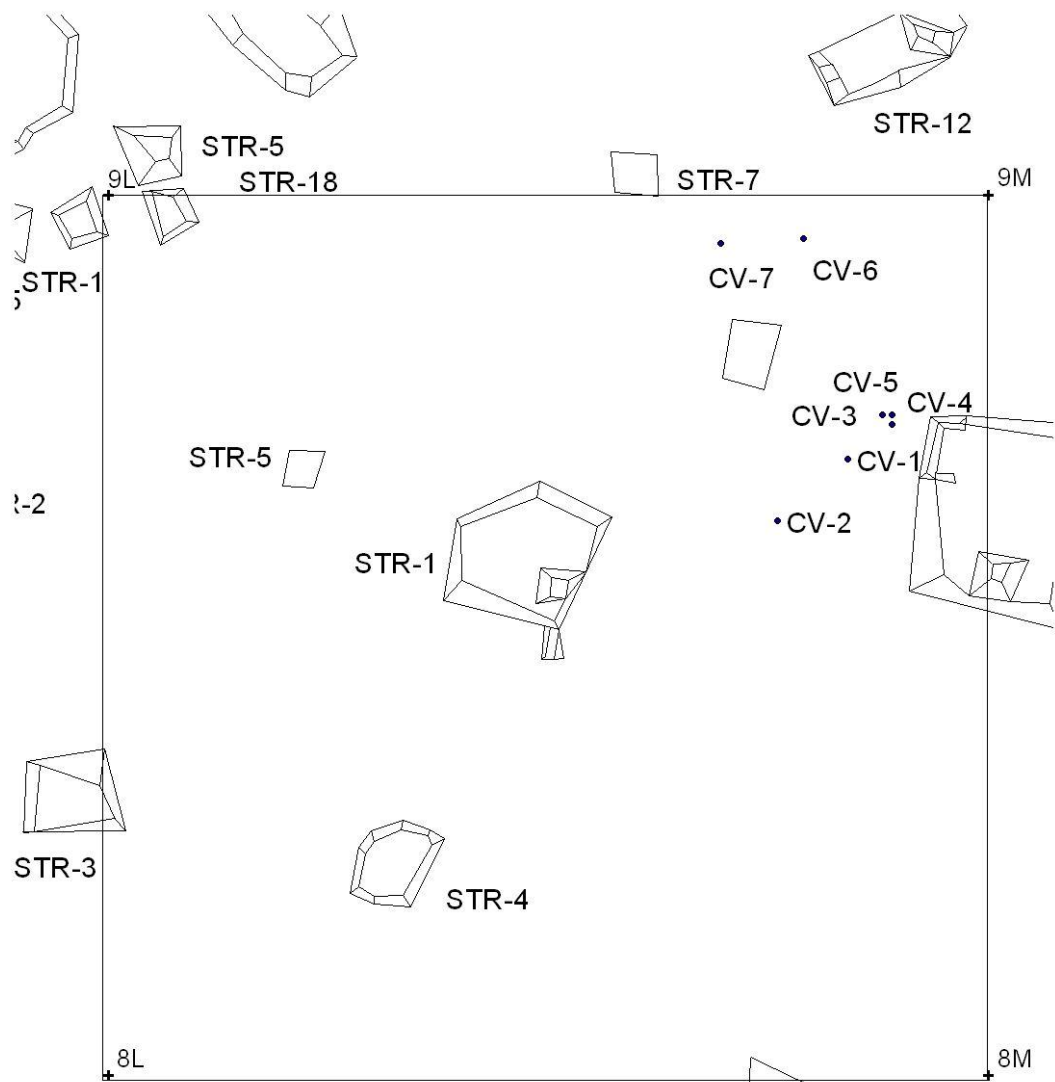 STR-12
STR-5
9L
STR-18
STR-7
9M
STR-1
CV-7
CV-6
CV-5
CV-3
CV-4
STR-5
CV-1
CV-2
STR-1
STR-3
STR-4
8L
8M